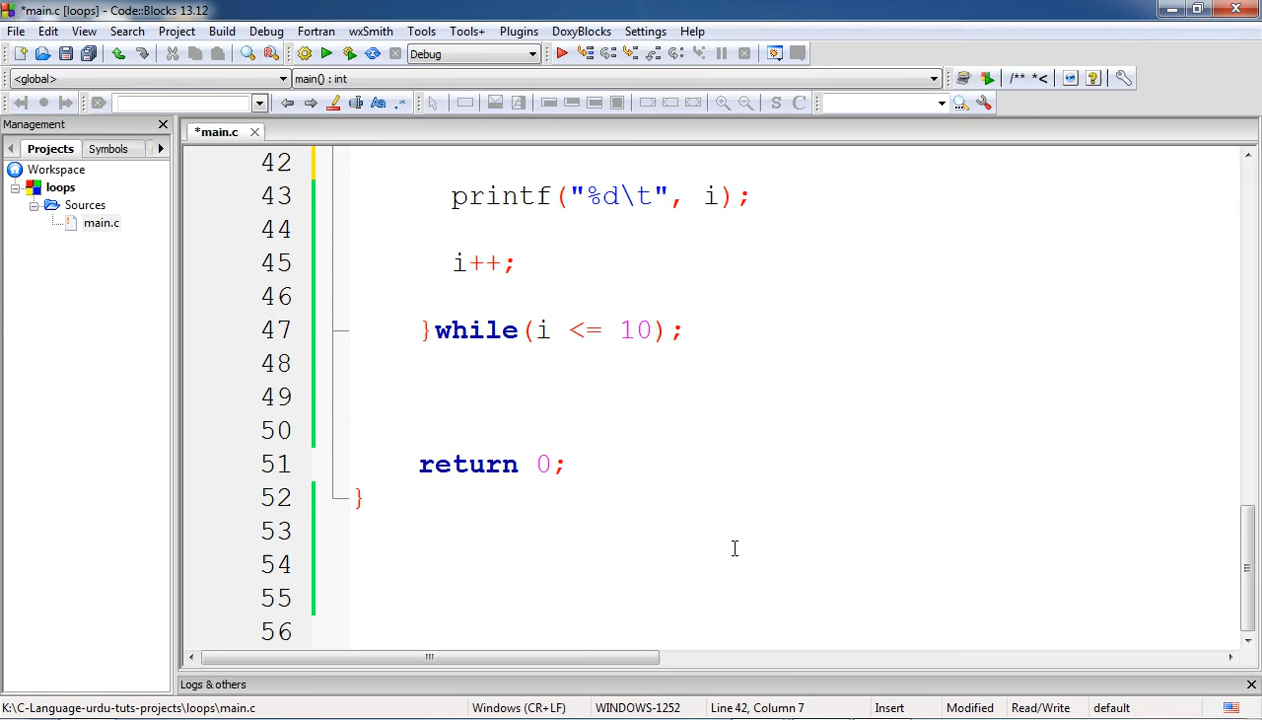 *main.c [loops] - Code::Blocks 13.12
File Edit View Search Project Build Debug Fortran wxSmith Tools Tools+ Plugins DoxyBlocks Settings Help
Debug
<global> main() : int /** *<
Aa .* S C
Management
Projects Symbols
*main.c
Workspace
loops
Sources
main.c
42
43 printf("%d\t", i);
44
45 i++;
46
47 }while(i <= 10);
48
49
50
51 return 0;
52 }
53
54
55
56
Logs & others
K:\C-Language-urdu-tuts-projects\loops\main.c Windows (CR+LF) WINDOWS-1252 Line 42, Column 7 Insert Modified Read/Write default